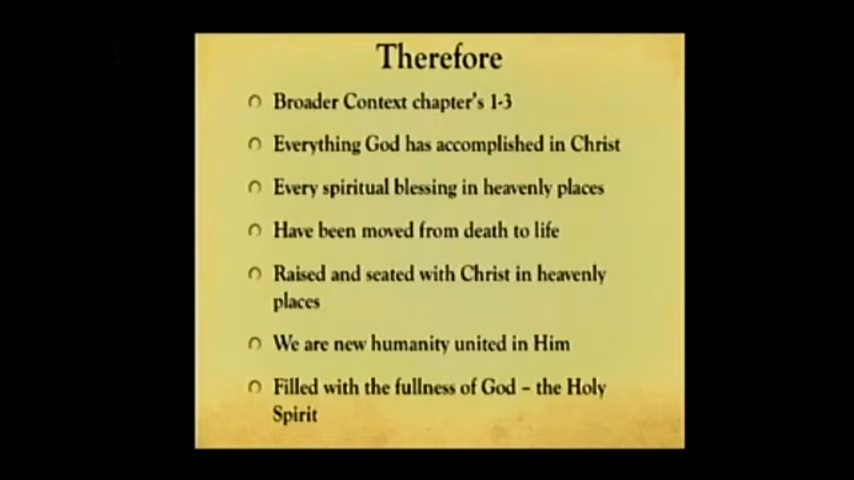 Therefore
Broader Context chapter's 1-3
Everything God has accomplished in Christ
Every spiritual blessing in heavenly places
Have been moved from death to life
Raised and seated with Christ in heavenly
places
We are new humanity united in Him
Filled with the fullness of God – the Holy
Spirit